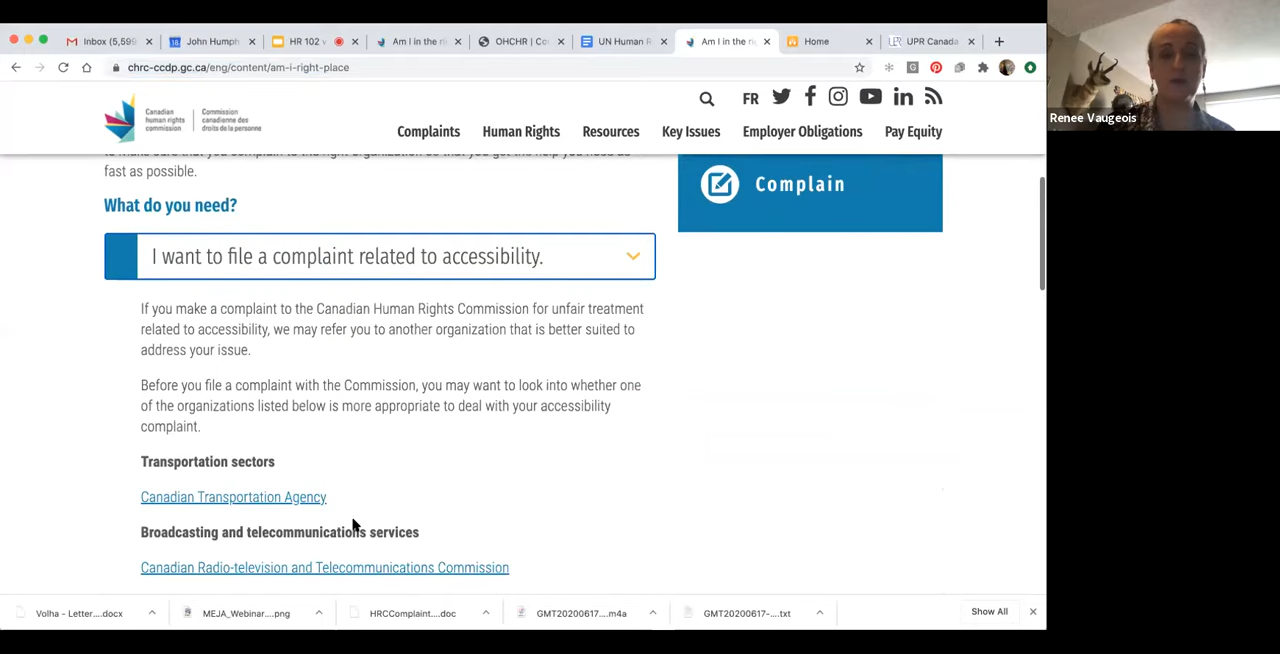 Inbox (5,599
John Humph
HR 102 v
Am I in the ri
OHCHR | Co
UN Human R
Am I in the ri
Home
UPR Canada
chrc-ccdp.gc.ca/eng/content/am-i-right-place
Canadian human rights commission
Commission canadienne des droits de la personne
FR
Complaints Human Rights Resources Key Issues Employer Obligations Pay Equity
fast as possible.
Complain
What do you need?
I want to file a complaint related to accessibility.
If you make a complaint to the Canadian Human Rights Commission for unfair treatment
related to accessibility, we may refer you to another organization that is better suited to
address your issue.
Before you file a complaint with the Commission, you may want to look into whether one
of the organizations listed below is more appropriate to deal with your accessibility
complaint.
Transportation sectors
Canadian Transportation Agency
Broadcasting and telecommunications services
Canadian Radio-television and Telecommunications Commission
Volha - Letter....docx
MEJA_Webinar....png
HRCComplaint....doc
GMT20200617....m4a
GMT20200617-....txt
Show All
Renee Vaugeois